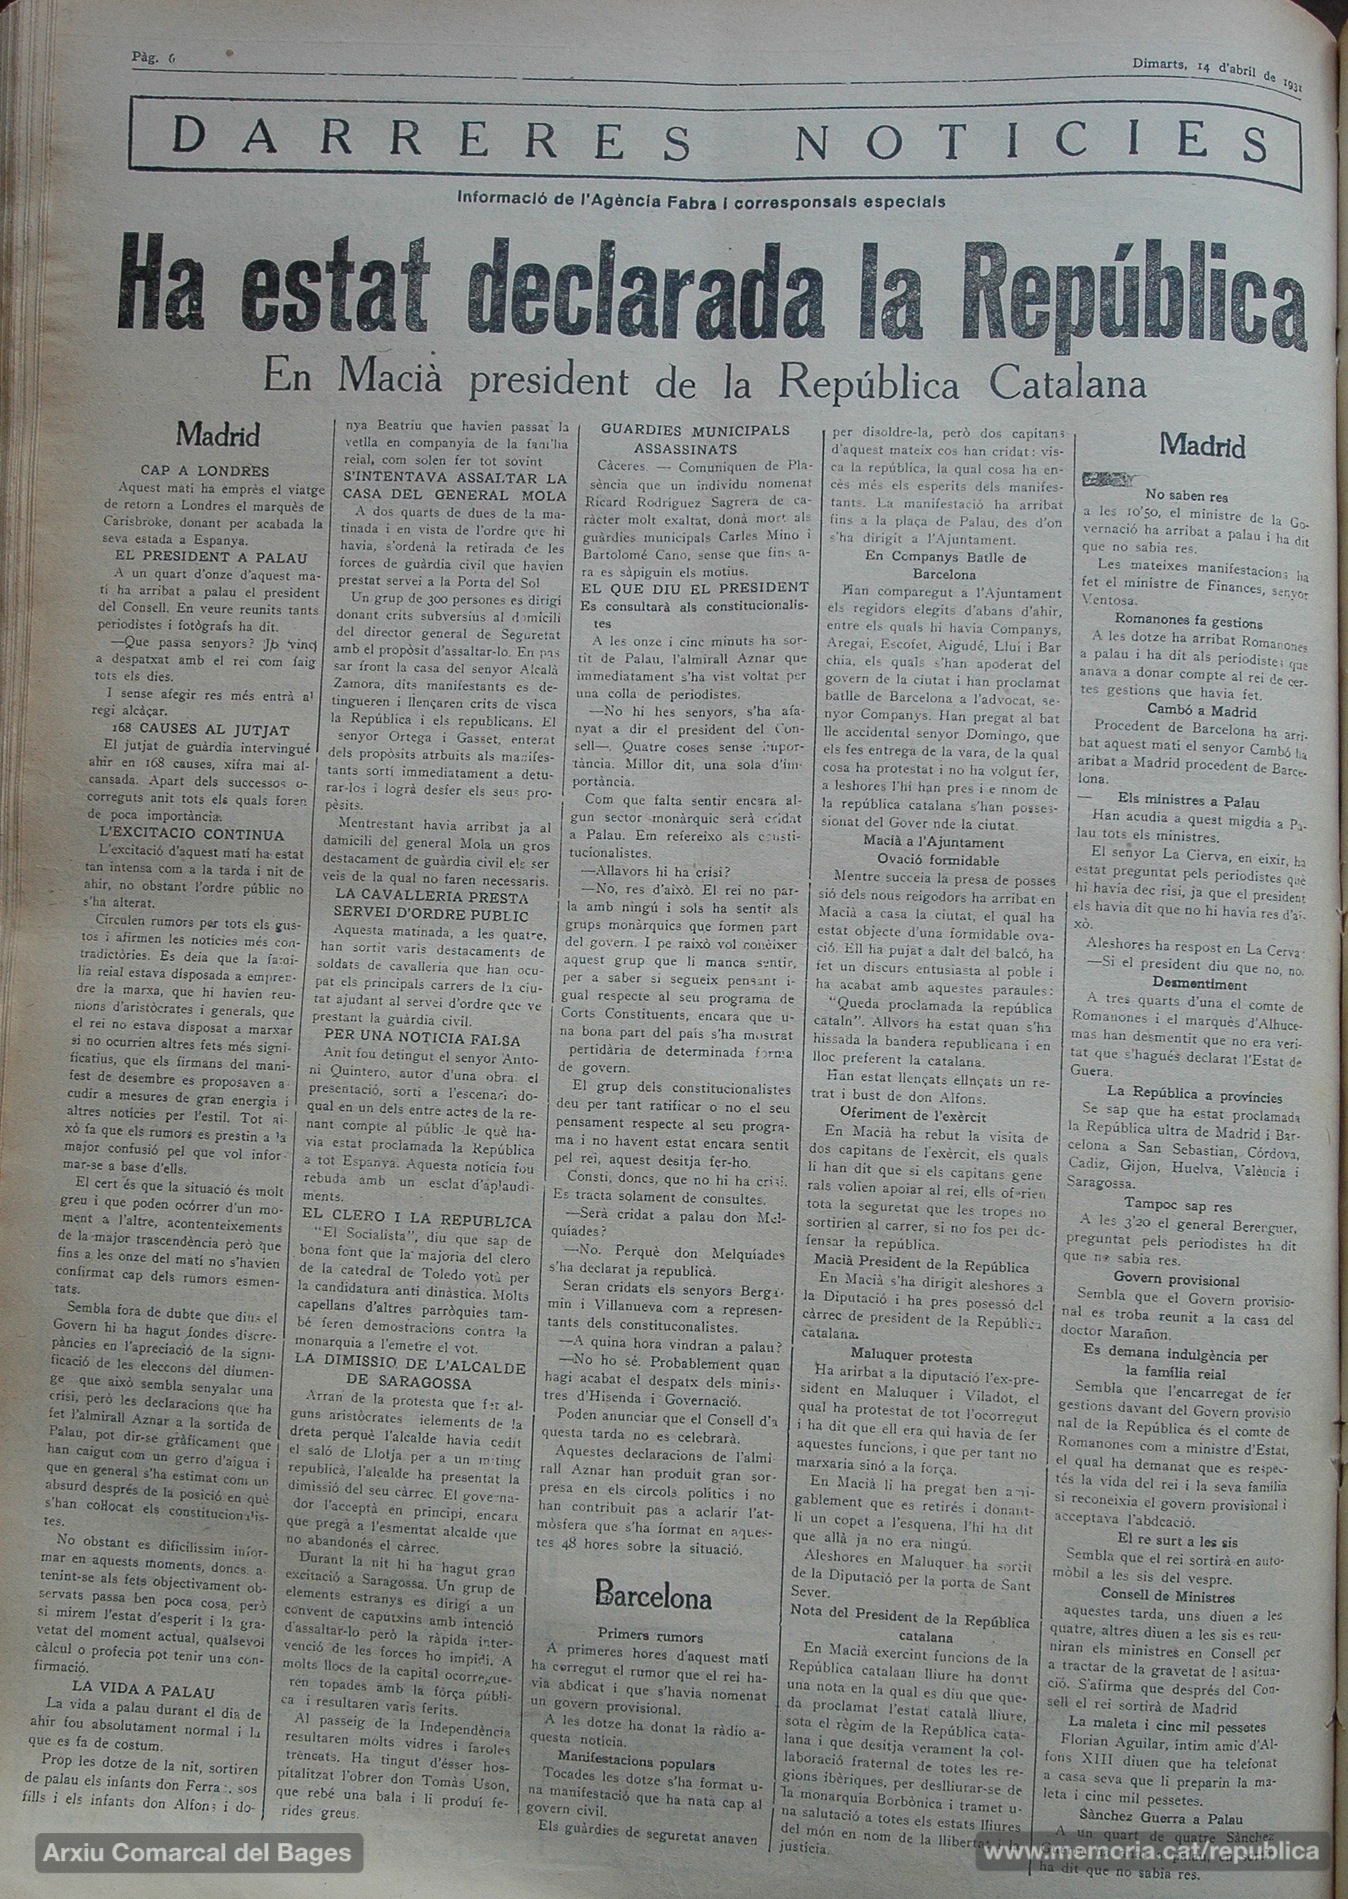 Pàg. 6
Dimarts, 14 d'abril de 1931
DARRERES NOTICIES
Informació de l'Agència Fabra i corresponsals especials
Ha estat declarada la República
En Macià president de la República Catalana
Madrid
CAP A LONDRES
Aquest mati ha emprès el viatge
de retorn a Londres el marquès de
Carisbroke, donant per acabada la
seva estada a Espanya.
EL PRESIDENT A PALAU
A un quart d'onze d'aquest ma-
tí ha arribat a palau el president
del Consell. En veure reunits tants
periodistes i fotògrafs ha dit.
—Que passa senyors? Jo vinc
a despatxat amb el rei com faig
tots els dies.
I sense afegir res més entrà al
regi alcàçar.
168 CAUSES AL JUTJAT
El jutjat de guàrdia intervingué
ahir en 168 causes, xifra mai al-
cansada. Apart dels successos o-
correguts anit tots els quals foren
de poca importància.
L'EXCITACIO CONTINUA
L'excitació d'aquest matí ha estat
tan intensa com a la tarda i nit de
ahir, no obstant l'ordre públic no
s'ha alterat.
Circulen rumors per tots els gus-
tos i afirmen les noticies més con-
tradictòries. Es deia que la fami-
lia reial estava disposada a empren-
dre la marxa, que hi havien reu-
nions d'aristòcrates i generals, que
el rei no estava disposat a marxar
si no ocurrien altres fets més signi-
ficatius, que els firmans del mani-
fest de desembre es proposaven a-
cudir a mesures de gran energia i
altres noticies per l'estil. Tot ai-
xò fa que els rumors es prestin a la
major confusió pel que vol infor-
mar-se a base d'ells.
El cert és que la situació és molt
greu i que poden ocórrer d'un mo-
ment a l'altre, acontenteixements
de la major trascendència però que
fins a les onze del matí no s'havien
confirmat cap dels rumors esmen-
tats.
Sembla fora de dubte que dins el
Govern hi ha hagut fondes discre-
pàncies en l'apreciació de la signi-
ficació de les eleccons del diumen-
ge que això sembla senyalar una
crisi, però les declaracions que ha
fet l'almirall Aznar a la sortida de
Palau, pot dir-se gràficament que
han caigut com un gerro d'aigua i
que en general s'ha estimat com un
absurd després de la posició en què
s'han col·locat els constitucionalis-
tes.
No obstant es dificilíssim infor-
mar en aquests moments, doncs a-
tenint-se als fets objectivament ob-
servats passa ben poca cosa, però
si mirem l'estat d'esperit i la gra-
vetat del moment actual, qualsevol
càlcul o profecia pot tenir una con-
firmació.
LA VIDA A PALAU
La vida a palau durant el dia de
ahir fou absolutament normal i la
que es fa de costum.
Prop les dotze de la nit, sortiren
de palau els infants don Ferran, sos
fills i els infants don Alfons i do-
nya Beatriu que havien passat la
vetlla en companyia de la família
reial, com solen fer tot sovint
S'INTENTAVA ASSALTAR LA
CASA DEL GENERAL MOLA
A dos quarts de dues de la ma-
tinada i en vista de l'ordre que hi
havia, s'ordenà la retirada de les
forces de guàrdia civil que havien
prestat servei a la Porta del Sol
Un grup de 300 persones es dirigí
donant crits subversius al domicili
del director general de Seguretat
amb el propòsit d'assaltar-lo. En pas
sar front la casa del senyor Alcalà
Zamora, dits manifestants es de-
tingueren i llençaren crits de visca
la República i els republicans. El
senyor Ortega i Gasset, enterat
dels propòsits atrbuits als manifes-
tants sortí immediatament a detu-
rar-los i logrà desfer els seus pro-
pèsits.
Mentrestant havia arribat ja al
damicili del general Mola un gros
destacament de guàrdia civil els ser
veis de la qual no faren necessaris.
LA CAVALLERIA PRESTA
SERVEI D'ORDRE PUBLIC
Aquesta matinada, a les quatre,
han sortit varis destacaments de
soldats de cavalleria que han ocu-
pat els principals carrers de la ciu-
tat ajudant al servei d'ordre que ve
prestant la guàrdia civil.
PER UNA NOTICIA FALSA
Anit fou detingut el senyor Anto-
ni Quintero, autor d'una obra, el
presentació, sortí a l'escenari do-
qual en un dels entre actes de la re-
nant compte al públic de què ha-
via estat proclamada la República
a tot Espanya. Aquesta notícia fou
rebuda amb un esclat d'aplaudi-
ments.
EL CLERO I LA REPUBLICA
"El Socialista", diu que sap de
bona font que la majoria del clero
de la catedral de Toledo votà per
la candidatura anti dinàstica. Molts
capellans d'altres parròquies tam-
bé feren demostracions contra la
monarquia a l'emetre el vot.
LA DIMISSIO DE L'ALCALDE
DE SARAGOSSA
Arran de la protesta que fer al-
guns aristòcrates ielements de la
dreta perquè l'alcalde havia cedit
el saló de Llotja per a un míting
republicà, l'alcalde ha presentat la
dimissió del seu càrrec. El governa-
dor l'acceptà en principi, encara
que pregà a l'esmentat alcalde que
no abandonés el càrrec.
Durant la nit hi ha hagut gran
excitació a Saragossa. Un grup de
elements estranys es dirigí a un
convent de caputxins amb intenció
d'assaltar-lo però la ràpida inter-
venció de les forces ho impidí. A
molts llocs de la capital ocorregue-
ren topades amb la fòrça públi-
ca i resultaren varis ferits.
Al passeig de la Independència
resultaren molts vidres i faroles
trèncats. Ha tingut d'ésser hos-
pitalitzat l'obrer don Tomàs Uson,
que rebé una bala i li produí fe-
rides greus.
GUARDIES MUNICIPALS
ASSASSINATS
Càceres. — Comuniquen de Pla-
sència que un individu nomenat
Ricard Rodriguez Sagrera de ca-
ràcter molt exaltat, donà mort als
guàrdies municipals Carles Mino i
Bartolomé Cano, sense que fins a-
ra es sàpiguin els motius.
EL QUE DIU EL PRESIDENT
Es consultarà als constitucionalis-
tes
A les onze i cinc minuts ha sor-
tit de Palau, l'almirall Aznar que
immediatament s'ha vist voltat per
una colla de periodistes.
—No hi hes senyors, s'ha afa-
nyat a dir el president del Con-
sell—. Quatre coses sense impor-
tància. Millor dit, una sola d'im-
portància.
Com que falta sentir encara al-
gun sector monàrquic serà cridat
a Palau. Em refereixo als consti-
tucionalistes.
—Allavors hi ha crisi?
—No, res d'això. El rei no par-
la amb ningú i sols ha sentit als
grups monàrquics que formen part
del govern. I pe raixò vol conèixer
aquest grup que li manca sentir,
per a saber si segueix pensant i-
gual respecte al seu programa de
Corts Constituents, encara que u-
na bona part del país s'ha mostrat
pertidària de determinada forma
de govern.
El grup dels constitucionalistes
deu per tant ratificar o no el seu
pensament respecte al seu progra-
ma i no havent estat encara sentit
pel rei, aquest desitja fer-ho.
Consti, doncs, que no hi ha crisi.
Es tracta solament de consultes.
—Serà cridat a palau don Mel-
quíades?
—No. Perquè don Melquíades
s'ha declarat ja republicà.
Seran cridats els senyors Berga-
min i Villanueva com a represen-
tants dels constituconalistes.
—A quina hora vindran a palau?
—No ho sé. Probablement quan
hagi acabat el despatx dels minis-
tres d'Hisenda i Governació.
Poden anunciar que el Consell d'a
questa tarda no es celebrarà.
Aquestes declaracions de l'almi-
rall Aznar han produït gran sor-
presa en els círcols polítics i no
han contribuit pas a aclarir l'at-
mòsfera que s'ha format en aques-
tes 48 hores sobre la situació.
Barcelona
Primers rumors
A primeres hores d'aquest matí
ha corregut el rumor que el rei ha-
via abdicat i que s'havia nomenat
un govern provisional.
A les dotze ha donat la ràdio a-
questa notícia.
Manifestacions populars
Tocades les dotze s'ha format u-
na manifestació que ha nata cap al
govern civil.
Els guàrdies de seguretat anaven
per disoldre-la, però dos capitans
d'aquest mateix cos han cridat: vis-
ca la república, la qual cosa ha en-
cès més els esperits dels manifes-
tants. La manifestació ha arribat
fins a la plaça de Palau, des d'on
s'ha dirigit a l'Ajuntament.
En Companys Batlle de
Barcelona
Han comparegut a l'Ajuntament
els regidors elegits d'abans d'ahir,
entre els quals hi havia Companys,
Aregai, Escofet, Aigudé, Lluí i Bar
chia, els quals s'han apoderat del
govern de la ciutat i han proclamat
batlle de Barcelona a l'advocat, se-
nyor Companys. Han pregat al bat
lle accidental senyor Domingo, que
els fes entrega de la vara, de la qual
cosa ha protestat i no ha volgut fer,
a leshores l'hi han pres i e nnom de
la república catalana s'han posses-
sionat del Gover nde la ciutat.
Macià a l'Ajuntament
Ovació formidable
Mentre succeia la presa de posses
sió dels nous reigodors ha arribat en
Macià a casa la ciutat, el qual ha
estat objecte d'una formidable ova-
ció. Ell ha pujat a dalt del balcó, ha
fet un discurs entusiasta al poble i
ha acabat amb aquestes paraules:
"Queda proclamada la república
cataln". Allvors ha estat quan s'ha
hissada la bandera republicana i en
lloc preferent la catalana.
Han estat llençats ellnçats un re-
trat i bust de don Alfons.
Oferiment de l'exèrcit
En Macià ha rebut la visita de
dos capitans de l'exèrcit, els quals
li han dit que si els capitans gene
rals volien apoiar al rei, ells oferien
tota la seguretat que les tropes no
sortirien al carrer, si no fos per de-
fensar la república.
Macià President de la República
En Macià s'ha dirigit aleshores a
la Diputació i ha pres possesó del
càrrec de president de la República
catalana.
Maluquer protesta
Ha arirbat a la diputació l'ex-pre-
sident en Maluquer i Viladot, el
qual ha protestat de tot l'ocorregut
i ha dit que ell era qui havia de fer
aquestes funcions, i que per tant no
marxaria sinó a la força.
En Macià li ha pregat ben ami-
gablement que es retirés i donant-
li un copet a l'esquena, l'hi ha dit
que allà ja no era ningú.
Aleshores en Maluquer ha sortit
de la Diputació per la porta de Sant
Sever.
Nota del President de la República
catalana
En Macià exercint funcions de la
República catalaan lliure ha donat
una nota en la qual es diu que que-
da proclamat l'estat català lliure,
sota el règim de la República cata-
lana i que desitja verament la col-
laboració fraternal de totes les re-
gions ibèriques, per deslliurar-se de
la monarquia Borbònica i tramet u-
na salutació a totes els estats lliures
del món en nom de la llibertat i la
justícia.
Madrid
No saben res
a les 10'50, el ministre de la Go-
vernació ha arribat a palau i ha dit
que no sabia res.
Les mateixes manifestacions ha
fet el ministre de Finances, senyor
Ventosa.
Romanones fa gestions
A les dotze ha arribat Romanones
a palau i ha dit als periodistes que
anava a donar compte al rei de cer-
tes gestions que havia fet.
Cambó a Madrid
Procedent de Barcelona ha arri-
bat aquest mati el senyor Cambó ha
aribat a Madrid procedent de Barce-
lona.
Els ministres a Palau
Han acudia a quest migdia a Pa-
lau tots els ministres.
El senyor La Cierva, en eixir, ha
estat preguntat pels periodistes què
hi havia dec risi, ja que el president
els havia dit que no hi havia res d'ai-
xò.
Aleshores ha respost en La Cerva:
—Si el president diu que no, no.
Desmentiment
A tres quarts d'una el comte de
Romanones i el marquès d'Alhuce-
mas han desmentit que no era veri-
tat que s'hagués declarat l'Estat de
Guera.
La República a províncies
Se sap que ha estat proclamada
la República ultra de Madrid i Bar-
celona a San Sebastian, Córdova,
Cadiz, Gijon, Huelva, València i
Saragossa.
Tampoc sap res
A les 3'20 el general Berenguer,
preguntat pels periodistes ha dit
que no sabia res.
Govern provisional
Sembla que el Govern provisio-
nal es troba reunit a la casa del
doctor Marañon.
Es demana indulgència per
la família reial
Sembla que l'encarregat de fer
gestions davant del Govern provisio
nal de la República és el comte de
Romanones com a ministre d'Estat,
el qual ha demanat que es respec-
tés la vida del rei i la seva família
si reconeixia el govern provisional i
acceptava l'abdcació.
El re surt a les sis
Sembla que el rei sortirà en auto-
mòbil a les sis del vespre.
Consell de Ministres
aquestes tarda, uns diuen a les
quatre, altres diuen a les sis es reu-
niran els ministres en Consell per
a tractar de la gravetat de l asitua-
ció. S'afirma que després del Con-
sell el rei sortirà de Madrid
La maleta i cinc mil pessetes
Florian Aguilar, íntim amic d'Al-
fons XIII diuen que ha telefonat
a casa seva que li preparin la ma-
leta i cinc mil pessetes.
Sànchez Guerra a Palau
A un quart de quatre Sànchez
ha dit que no sabia res.
Arxiu Comarcal del Bages
www.memoria.cat/republica